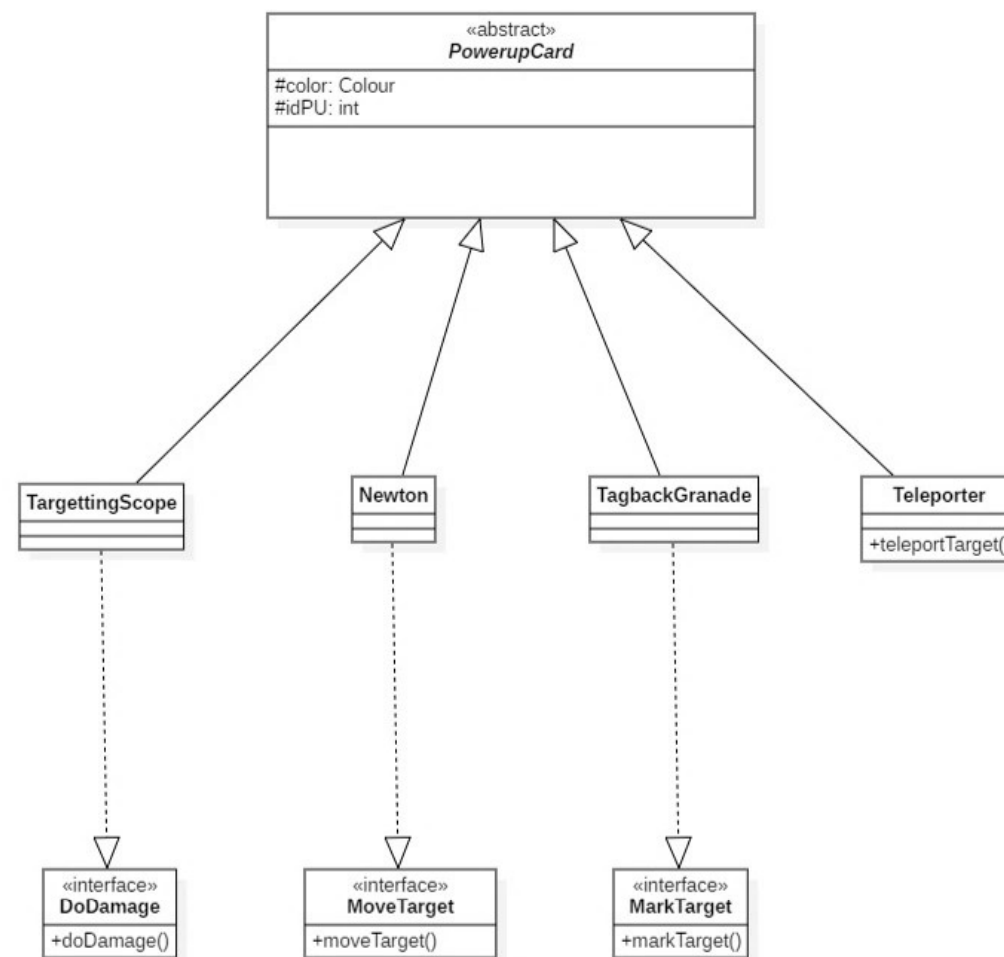 «abstract»
PowerupCard
#color: Colour
#idPU: int
TargettingScope
Newton
TagbackGranade
Teleporter
+teleportTarget(
«interface»
DoDamage
+doDamage()
«interface»
MoveTarget
+moveTarget()
«interface»
MarkTarget
+markTarget()